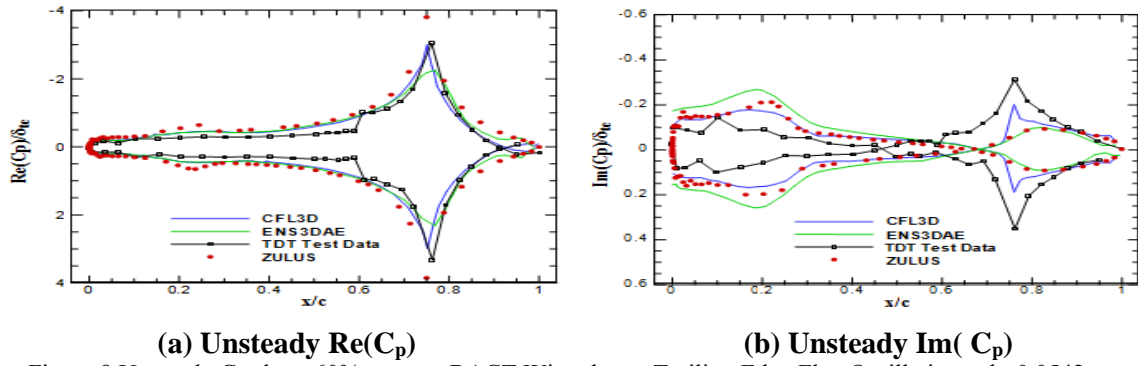 -4
-2
0
2
4
Re(Cp)/δte
CFL3D
ENS3DAE
TDT Test Data
ZULUS
0 0.2 0.4 0.6 0.8 1
x/c
(a) Unsteady Re(Cp)
-0.6
-0.4
-0.2
0
0.2
0.4
0.6
Im(Cp)/δte
CFL3D
ENS3DAE
TDT Test Data
ZULUS
0 0.2 0.4 0.6 0.8 1
x/c
(b) Unsteady Im( Cp)